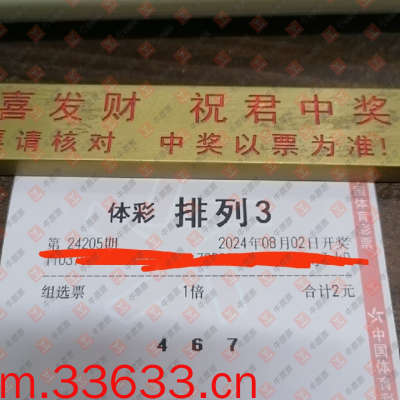 喜发财 祝君中奖
票请核对 中奖以票为准!
体彩 排列3
第 24205期 2024年08月02日开奖
组选票 1倍 合计2元
4 6 7
国体育彩票
中国体育彩
m.33633.cn